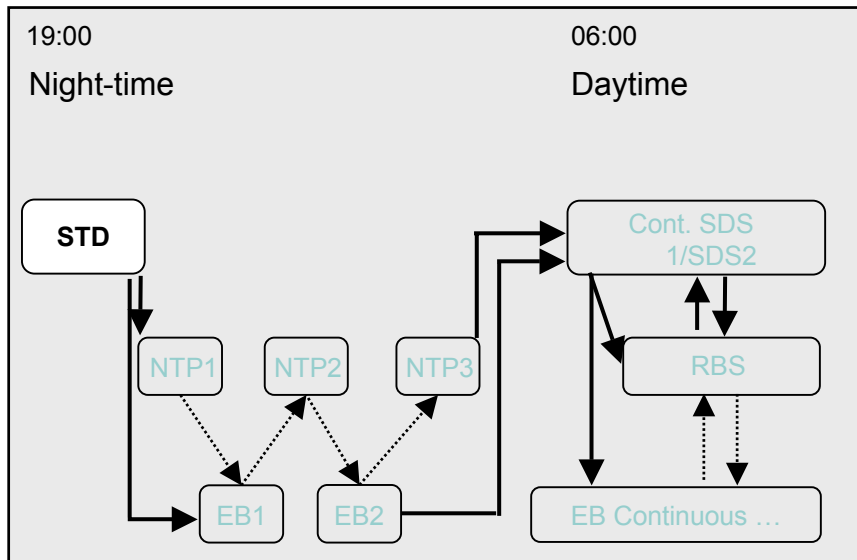 19:00
06:00
Night-time
Daytime
STD
Cont. SDS
1/SDS2
NTP1
NTP2
NTP3
RBS
EB1
EB2
EB Continuous …